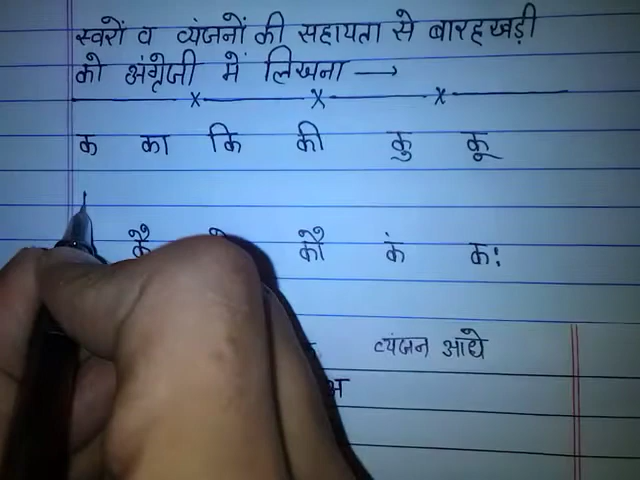 स्वरों व व्यंजनों की सहायता से बारहखड़ी
को अंग्रेजी में लिखना →
क का कि की कु कू
कै कौ कं कः
व्यंजन आधे